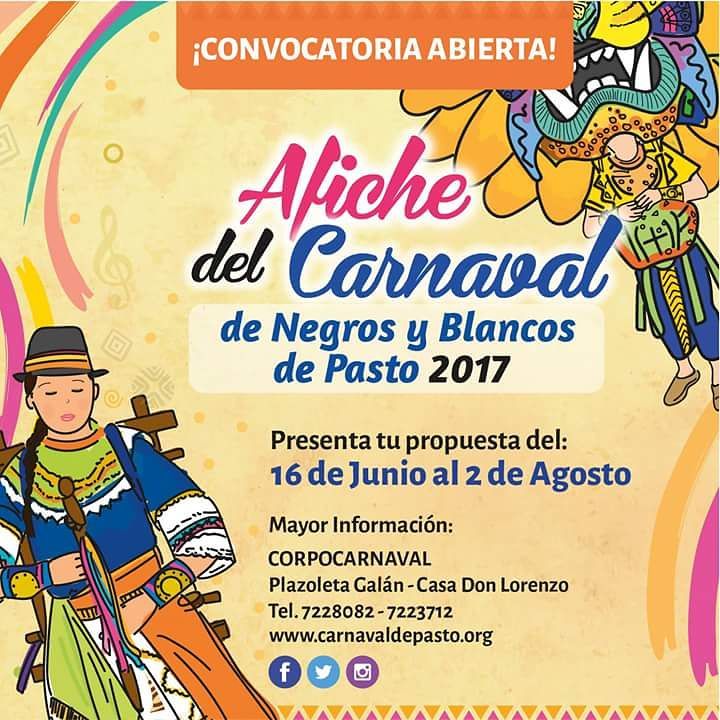 ¡CONVOCATORIA ABIERTA!
Afiche
del Carnaval
de Negros y Blancos
de Pasto 2017
Presenta tu propuesta del:
16 de Junio al 2 de Agosto
Mayor Información:
CORPOCARNAVAL
Plazoleta Galán - Casa Don Lorenzo
Tel. 7228082 - 7223712
www.carnavaldepasto.org